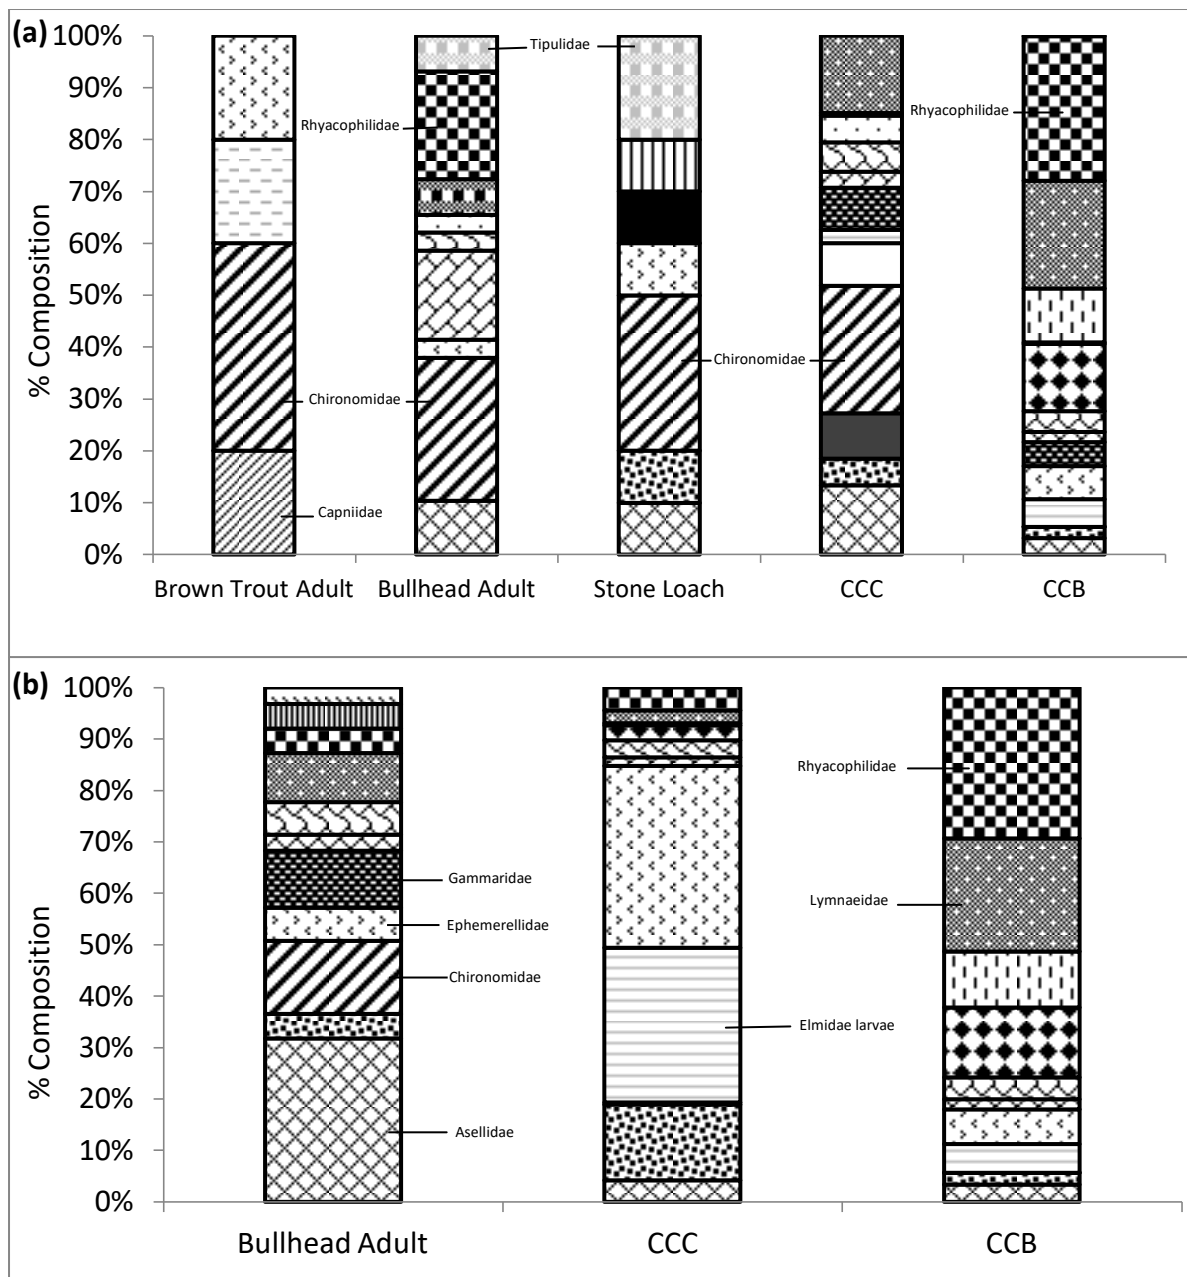 (a)
100%
90%
80%
70%
60%
50%
40%
30%
20%
10%
0%
% Composition
Tipulidae
Rhyacophilidae
Rhyacophilidae
Chironomidae
Chironomidae
Capniidae
Brown Trout Adult
Bullhead Adult
Stone Loach
CCC
CCB
(b)
100%
90%
80%
70%
60%
50%
40%
30%
20%
10%
0%
% Composition
Rhyacophilidae
Gammaridae
Lymnaeidae
Ephemerellidae
Chironomidae
Elmidae larvae
Asellidae
Bullhead Adult
CCC
CCB